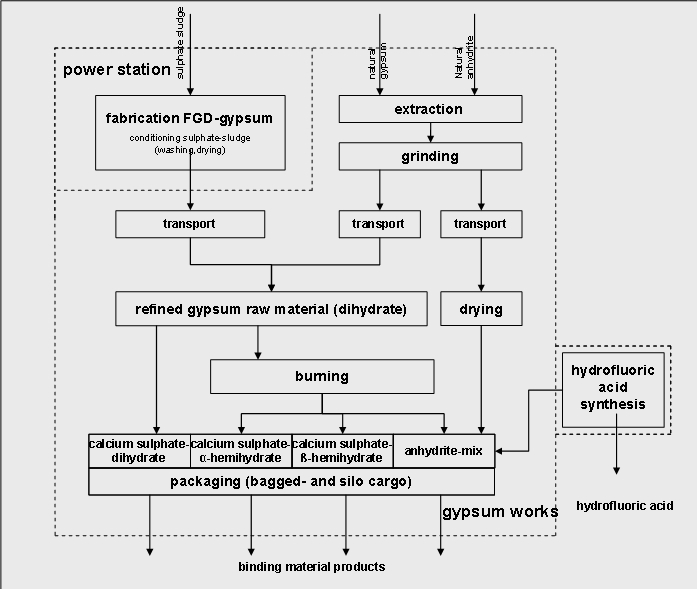 sulphate sludge
natural
gypsum
Natural
anhydrite
power station
fabrication FGD-gypsum
conditioning sulphate-sludge
(washing,drying)
extraction
grinding
transport
transport
transport
refined gypsum raw material (dihydrate)
drying
burning
hydrofluoric
acid
synthesis
calcium sulphate-
dihydrate
calcium sulphate-
α-hemihydrate
calcium sulphate-
ß-hemihydrate
anhydrite-mix
packaging (bagged- and silo cargo)
hydrofluoric acid
gypsum works
binding material products